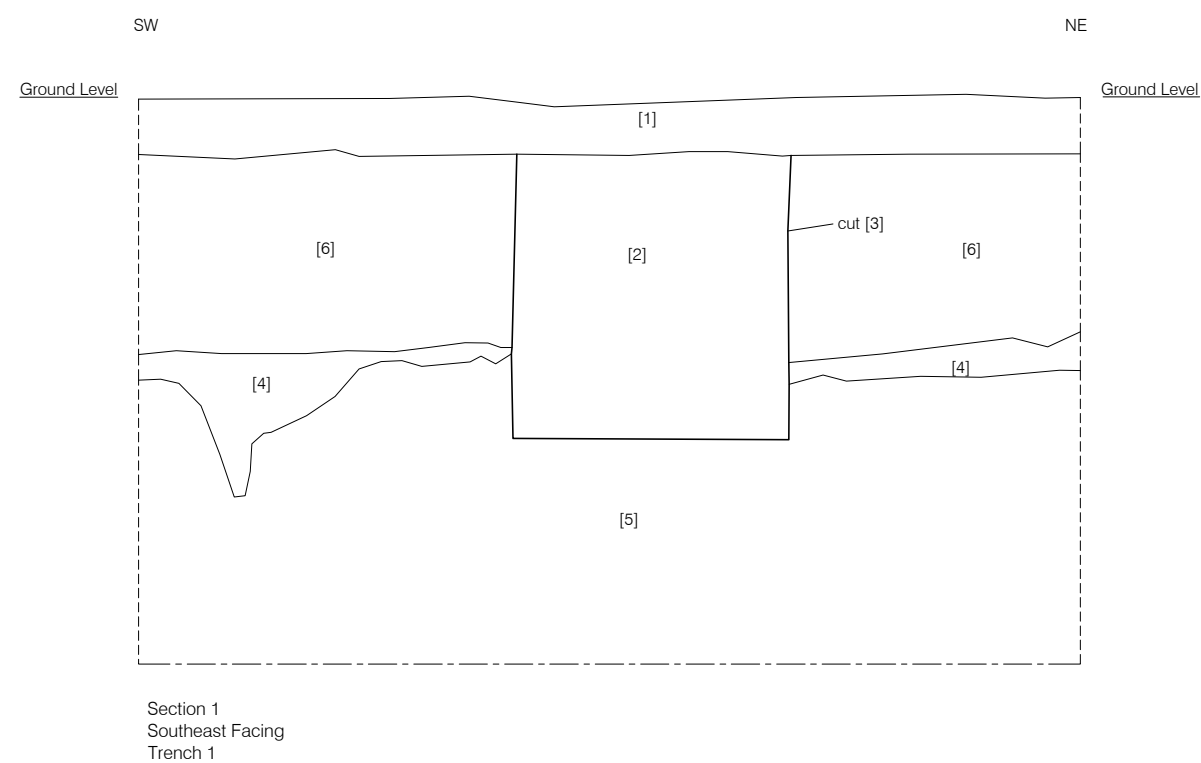 SW
NE
Ground Level
Ground Level
[1]
cut [3]
[6]
[2]
[6]
[4]
[4]
[5]
Section 1
Southeast Facing
Trench 1